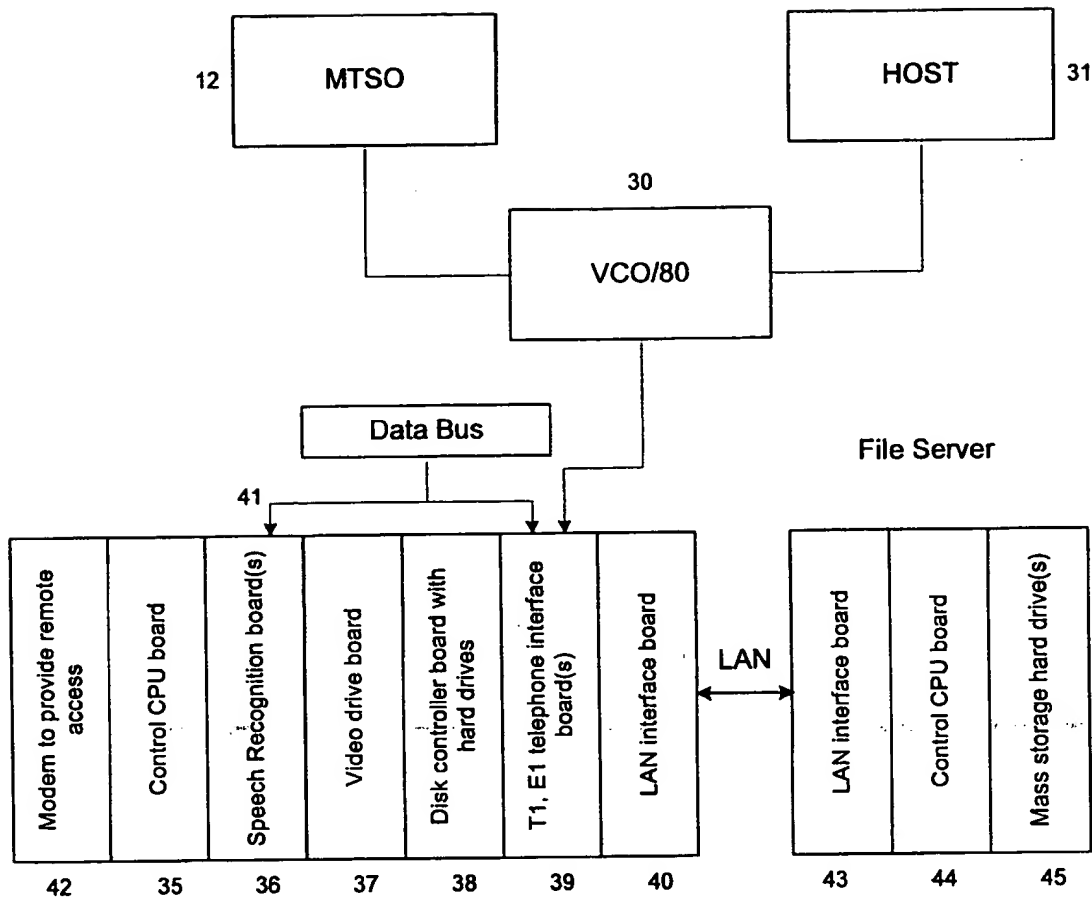 12
MTSO
HOST
31
30
VCO/80
Data Bus
File Server
41
Modem to provide remote
access
Control CPU board
Speech Recognition board(s)
Video drive board
Disk controller board with
hard drives
T1, E1 telephone interface
board(s)
LAN interface board
LAN
LAN interface board
Control CPU board
Mass storage hard drive(s)
42
35
36
37
38
39
40
43
44
45